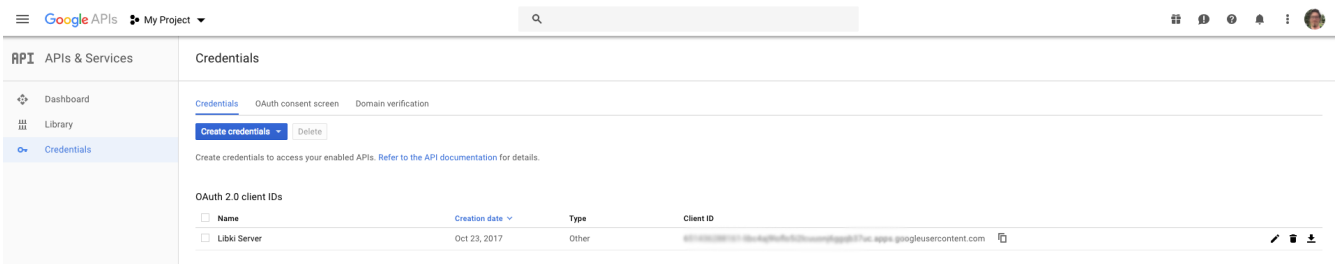 Google APIs My Project
API APIs & Services Credentials
Dashboard
Library
Credentials
Credentials OAuth consent screen Domain verification
Create credentials Delete
Create credentials to access your enabled APIs. Refer to the API documentation for details.
OAuth 2.0 client IDs
Name Creation date Type Client ID
Libki Server Oct 23, 2017 Other .apps.googleusercontent.com